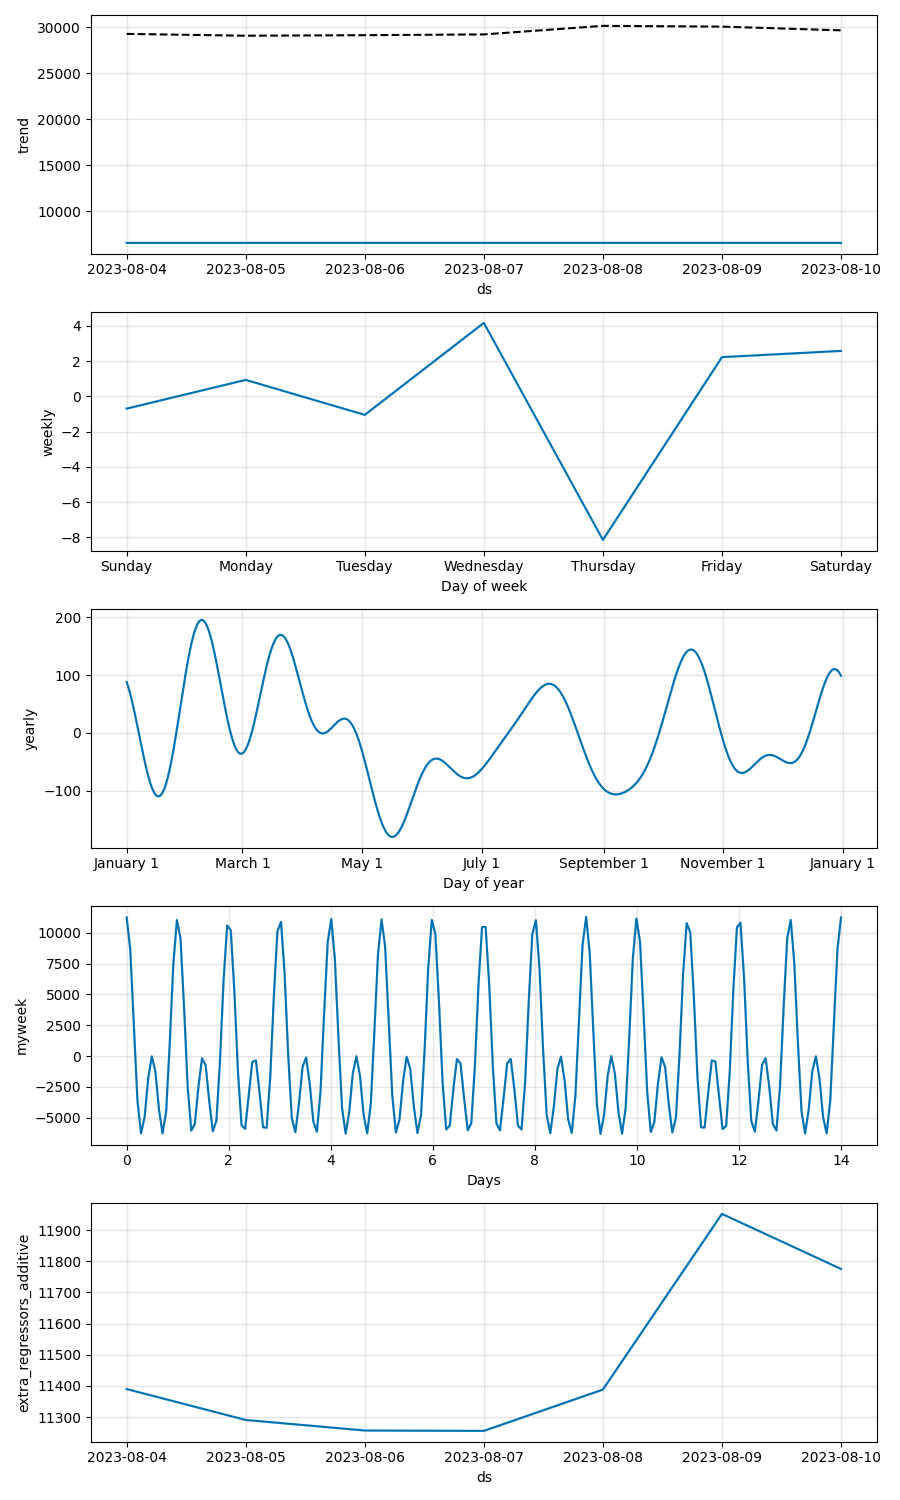 30000
25000
20000
15000
10000
trend
2023-08-04 2023-08-05 2023-08-06 2023-08-07 2023-08-08 2023-08-09 2023-08-10
ds
4
2
0
−2
−4
−6
−8
weekly
Sunday Monday Tuesday Wednesday Thursday Friday Saturday
Day of week
200
100
0
−100
yearly
January 1 March 1 May 1 July 1 September 1 November 1 January 1
Day of year
10000
7500
5000
2500
0
−2500
−5000
myweek
0 2 4 6 8 10 12 14
Days
11900
11800
11700
11600
11500
11400
11300
extra_regressors_additive
2023-08-04 2023-08-05 2023-08-06 2023-08-07 2023-08-08 2023-08-09 2023-08-10
ds